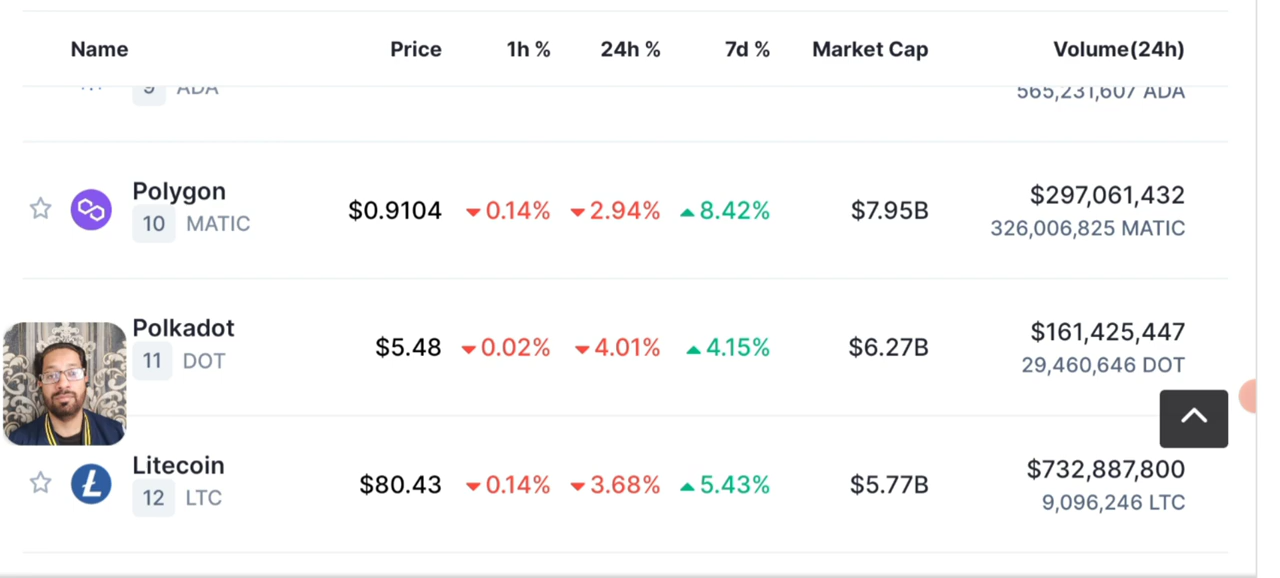 Name Price 1h % 24h % 7d % Market Cap Volume(24h)
9 ADA 565,231,607 ADA
Polygon
10 MATIC
$0.9104 0.14% 2.94% 8.42% $7.95B $297,061,432
326,006,825 MATIC
Polkadot
11 DOT
$5.48 0.02% 4.01% 4.15% $6.27B $161,425,447
29,460,646 DOT
Litecoin
12 LTC
$80.43 0.14% 3.68% 5.43% $5.77B $732,887,800
9,096,246 LTC